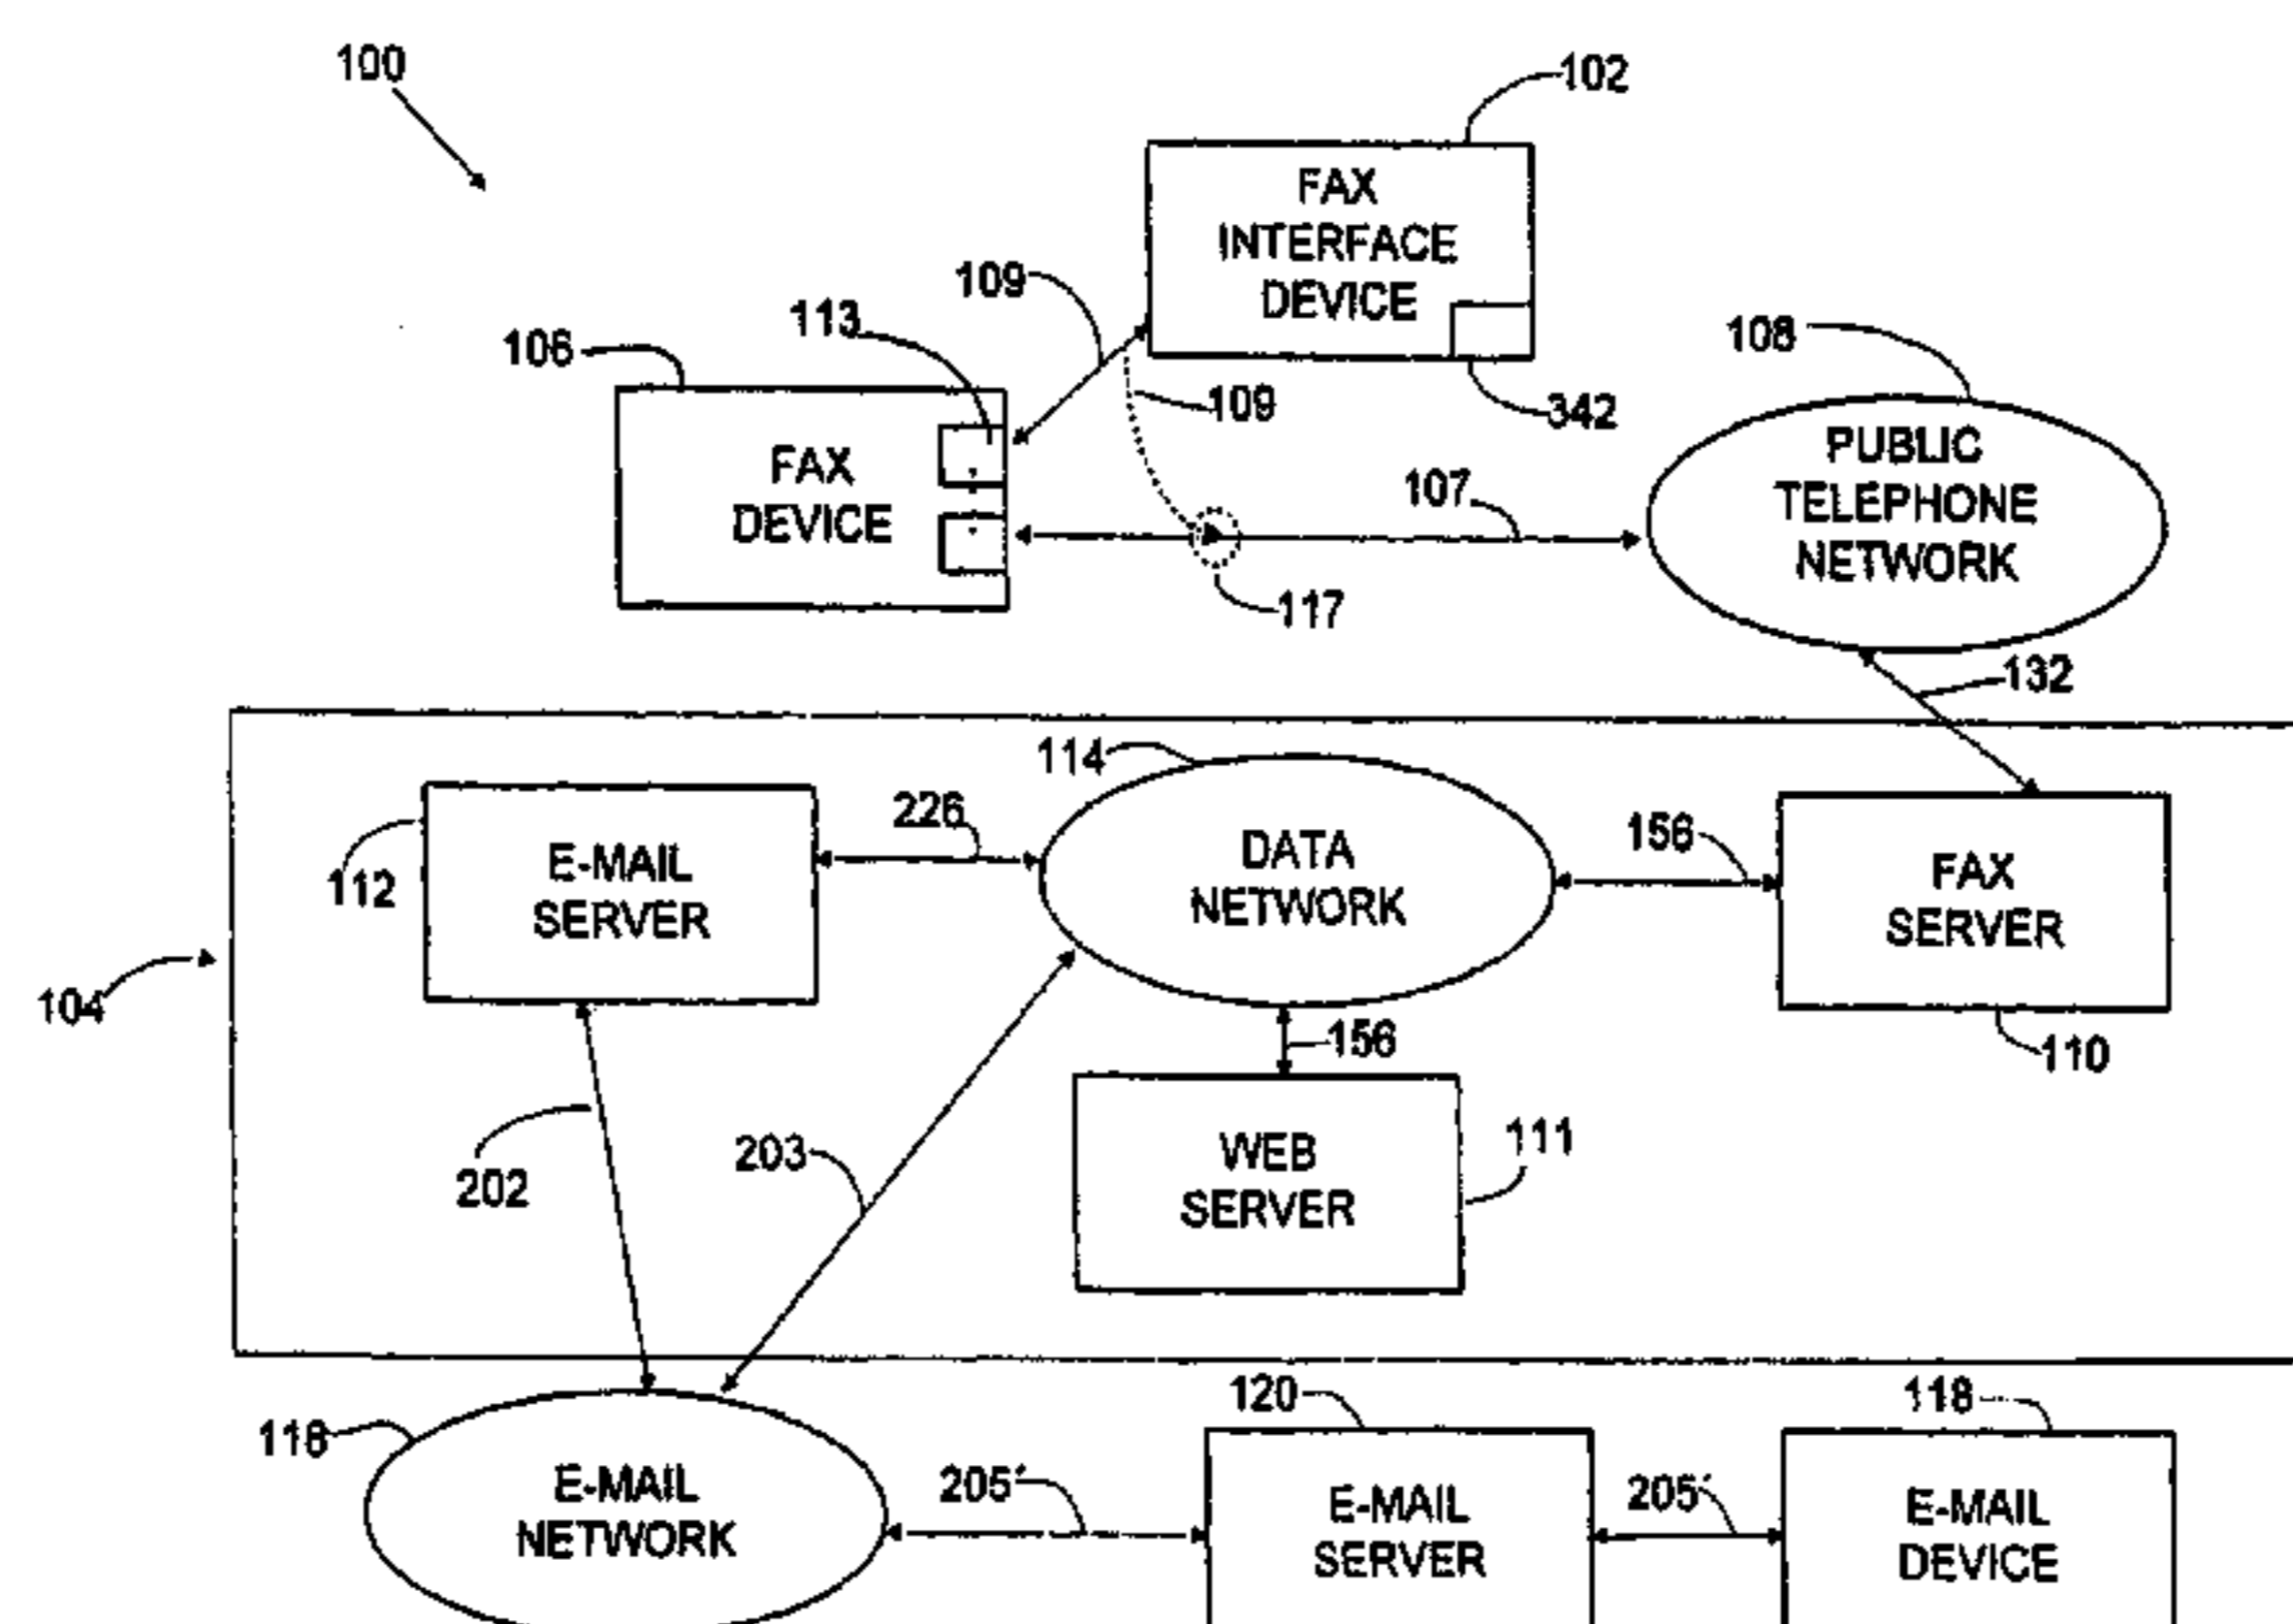 100
102
FAX
INTERFACE
DEVICE
109
113
106
108
109
342
FAX
DEVICE
107
PUBLIC
TELEPHONE
NETWORK
117
132
114
226
156
E-MAIL
SERVER
112
DATA
NETWORK
FAX
SERVER
104
156
110
202
203
WEB
SERVER
111
120
118
116
E-MAIL
NETWORK
205'
E-MAIL
SERVER
205'
E-MAIL
DEVICE